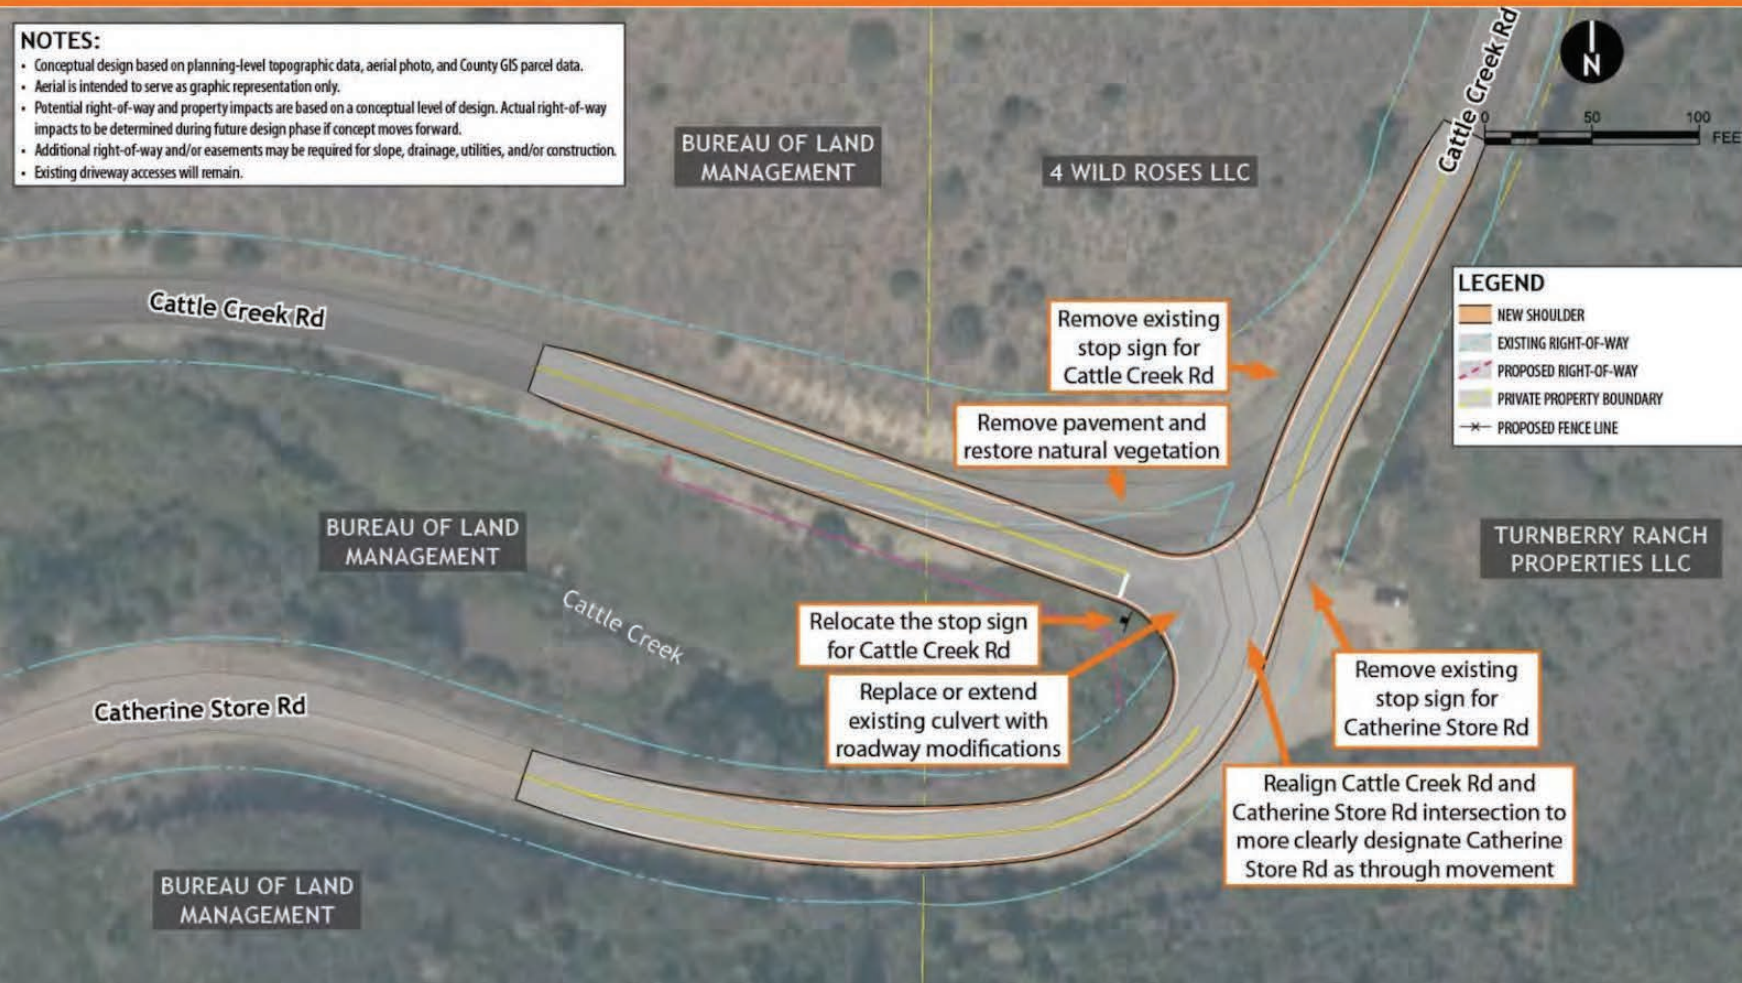 NOTES:
• Conceptual design based on planning-level topographic data, aerial photo, and County GIS parcel data.
• Aerial is intended to serve as graphic representation only.
• Potential right-of-way and property impacts are based on a conceptual level of design. Actual right-of-way
impacts to be determined during future design phase if concept moves forward.
• Additional right-of-way and/or easements may be required for slope, drainage, utilities, and/or construction.
• Existing driveway accesses will remain.
Cattle Creek Rd
N
0 50 100
FEET
Cattle Creek Rd
BUREAU OF LAND
MANAGEMENT
4 WILD ROSES LLC
LEGEND
NEW SHOULDER
EXISTING RIGHT-OF-WAY
PROPOSED RIGHT-OF-WAY
PRIVATE PROPERTY BOUNDARY
PROPOSED FENCE LINE
Cattle Creek Rd
Remove existing
stop sign for
Cattle Creek Rd
Remove pavement and
restore natural vegetation
BUREAU OF LAND
MANAGEMENT
TURNBERRY RANCH
PROPERTIES LLC
Cattle Creek
Relocate the stop sign
for Cattle Creek Rd
Replace or extend
existing culvert with
roadway modifications
Remove existing
stop sign for
Catherine Store Rd
Catherine Store Rd
Realign Cattle Creek Rd and
Catherine Store Rd intersection to
more clearly designate Catherine
Store Rd as through movement
BUREAU OF LAND
MANAGEMENT